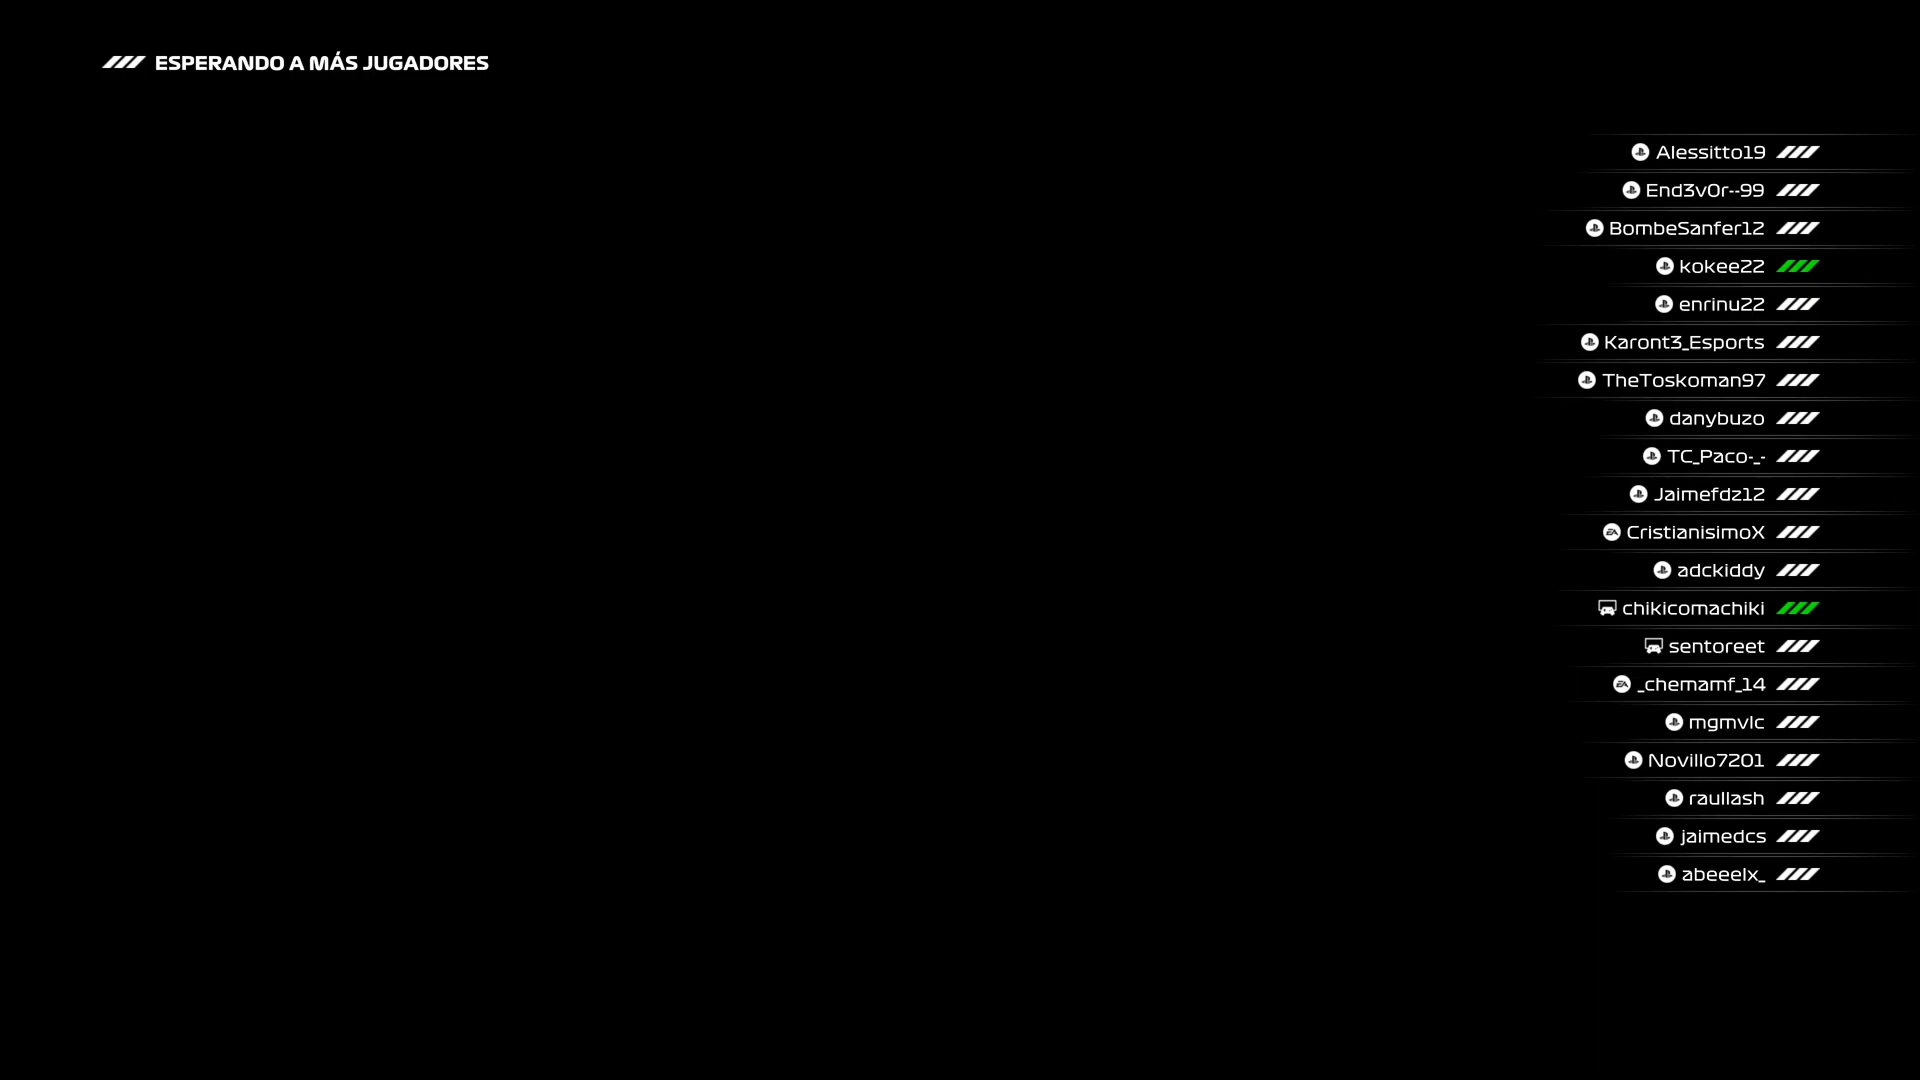 ESPERANDO A MÁS JUGADORES
Alessitto19
End3v0r--99
BombeSanfer12
kokee22
enrinu22
Karont3_Esports
TheToskoman97
danybuzo
TC_Paco-_-
Jaimefdz12
CristianisimoX
adckiddy
chikicomachiki
sentoreet
_chemamf_14
mgmvlc
Novillo7201
raullash
jaimedcs
abeeelx_